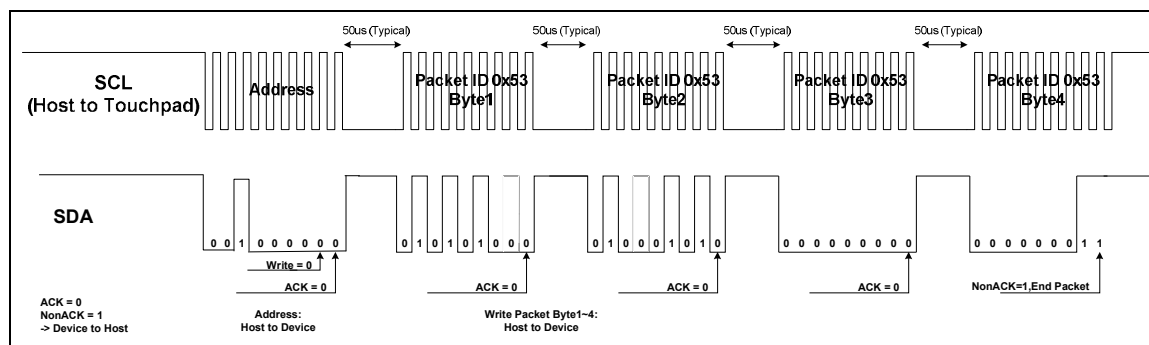 50us (Typical) 50us (Typical) 50us (Typical) 50us (Typical)
SCL
(Host to Touchpad)
Address
Packet ID 0x53
Byte1
Packet ID 0x53
Byte2
Packet ID 0x53
Byte3
Packet ID 0x53
Byte4
SDA
0 0 1 0 0 0 0 0 0 0 1 0 1 0 1 0 0 0 0 1 0 0 0 1 0 1 0 0 0 0 0 0 0 0 0 0 0 0 0 0 0 0 0 1 1
Write = 0
ACK = 0 ACK = 0 ACK = 0 ACK = 0 NonACK=1,End Packet
ACK = 0
NonACK = 1
-> Device to Host
Address:
Host to Device
Write Packet Byte1~4:
Host to Device